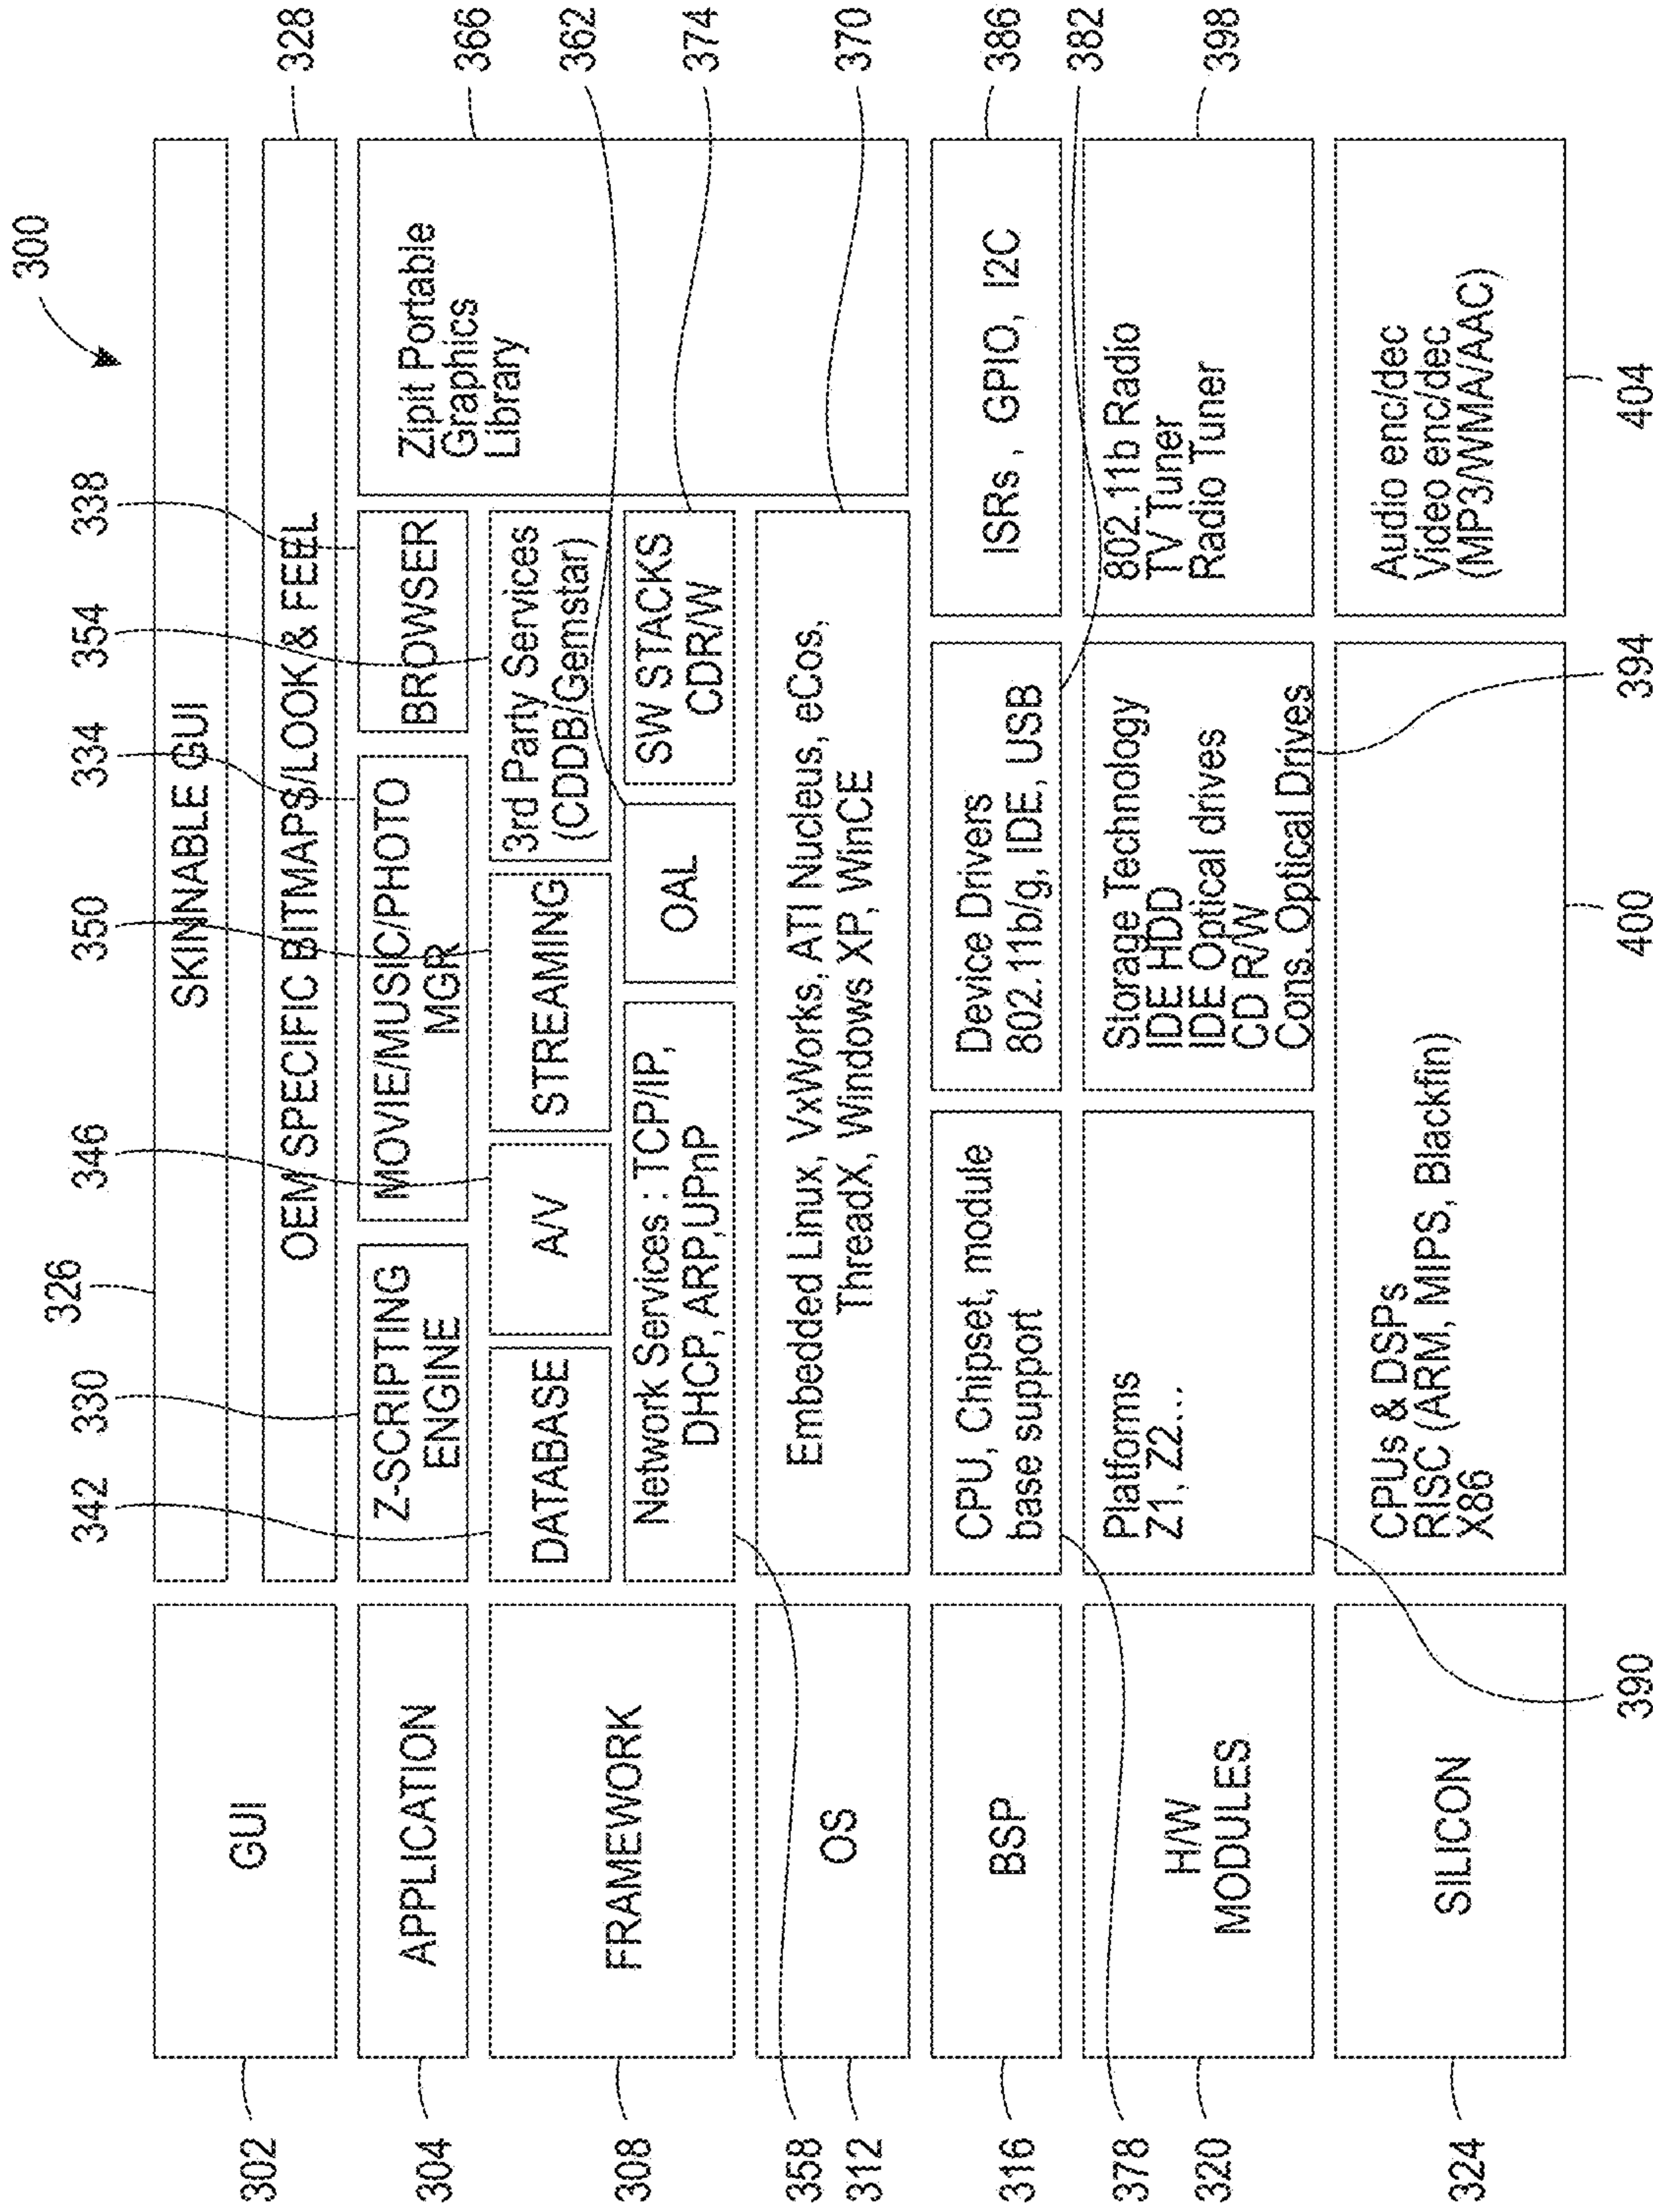 300
342
330
326
346
350
334
354
338
302
GUI
SKINNABLE GUI
OEM SPECIFIC BITMAPS/LOOK & FEEL
328
304
APPLICATION
Z-SCRIPTING
ENGINE
MOVIE/MUSIC/PHOTO
MGR
BROWSER
Zipit Portable
Graphics
Library
366
308
FRAMEWORK
DATABASE
A/V
STREAMING
3rd Party Services
(CDDB/Gemstar)
362
Network Services : TCP/IP,
DHCP, ARP,UPnP
OAL
SW STACKS
CDR/W
374
358
312
OS
Embedded Linux, VxWorks, ATI Nucleus, eCos,
ThreadX, Windows XP, WinCE
370
316
BSP
CPU, Chipset, module
base support
Device Drivers
802.11b/g, IDE, USB
ISRs , GPIO, I2C
386
382
378
320
H/W
MODULES
Platforms
Z1, Z2...
Storage Technology
IDE HDD
IDE Optical drives
CD R/W
Cons. Optical Drives
802.11b Radio
TV Tuner
Radio Tuner
398
324
SILICON
CPUs & DSPs
RISC (ARM, MIPS, Blackfin)
X86
Audio enc/dec
Video enc/dec
(MP3/WMA/AAC)
390
400
394
404